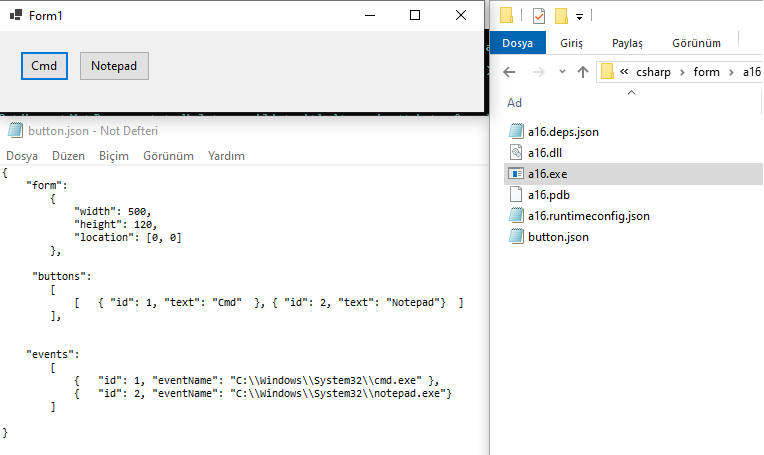 Form1
Cmd Notepad
button.json - Not Defteri
Dosya Düzen Biçim Görünüm Yardım
{
"form":
{
"width": 500,
"height": 120,
"location": [0, 0]
},
"buttons":
[
[ { "id": 1, "text": "Cmd" }, { "id": 2, "text": "Notepad"} ]
],
"events":
[
{ "id": 1, "eventName": "C:\\Windows\\System32\\cmd.exe" },
{ "id": 2, "eventName": "C:\\Windows\\System32\\notepad.exe"}
]
}
Dosya Giriş Paylaş Görünüm
« csharp › form › a16
Ad
a16.deps.json
a16.dll
a16.exe
a16.pdb
a16.runtimeconfig.json
button.json